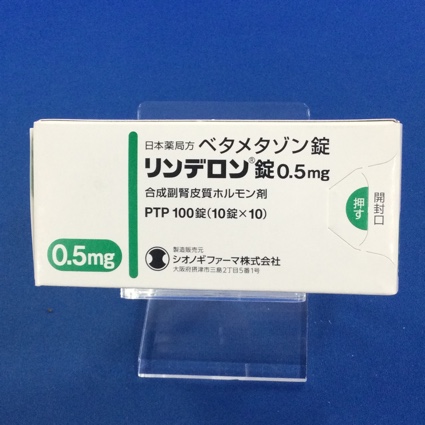 日本薬局方 ベタメタゾン錠
リンデロン®錠0.5mg
合成副腎皮質ホルモン剤
PTP 100錠(10錠×10)
製造販売元
シオノギファーマ株式会社
大阪府摂津市三島2丁目5番1号
0.5mg
開封口
押す